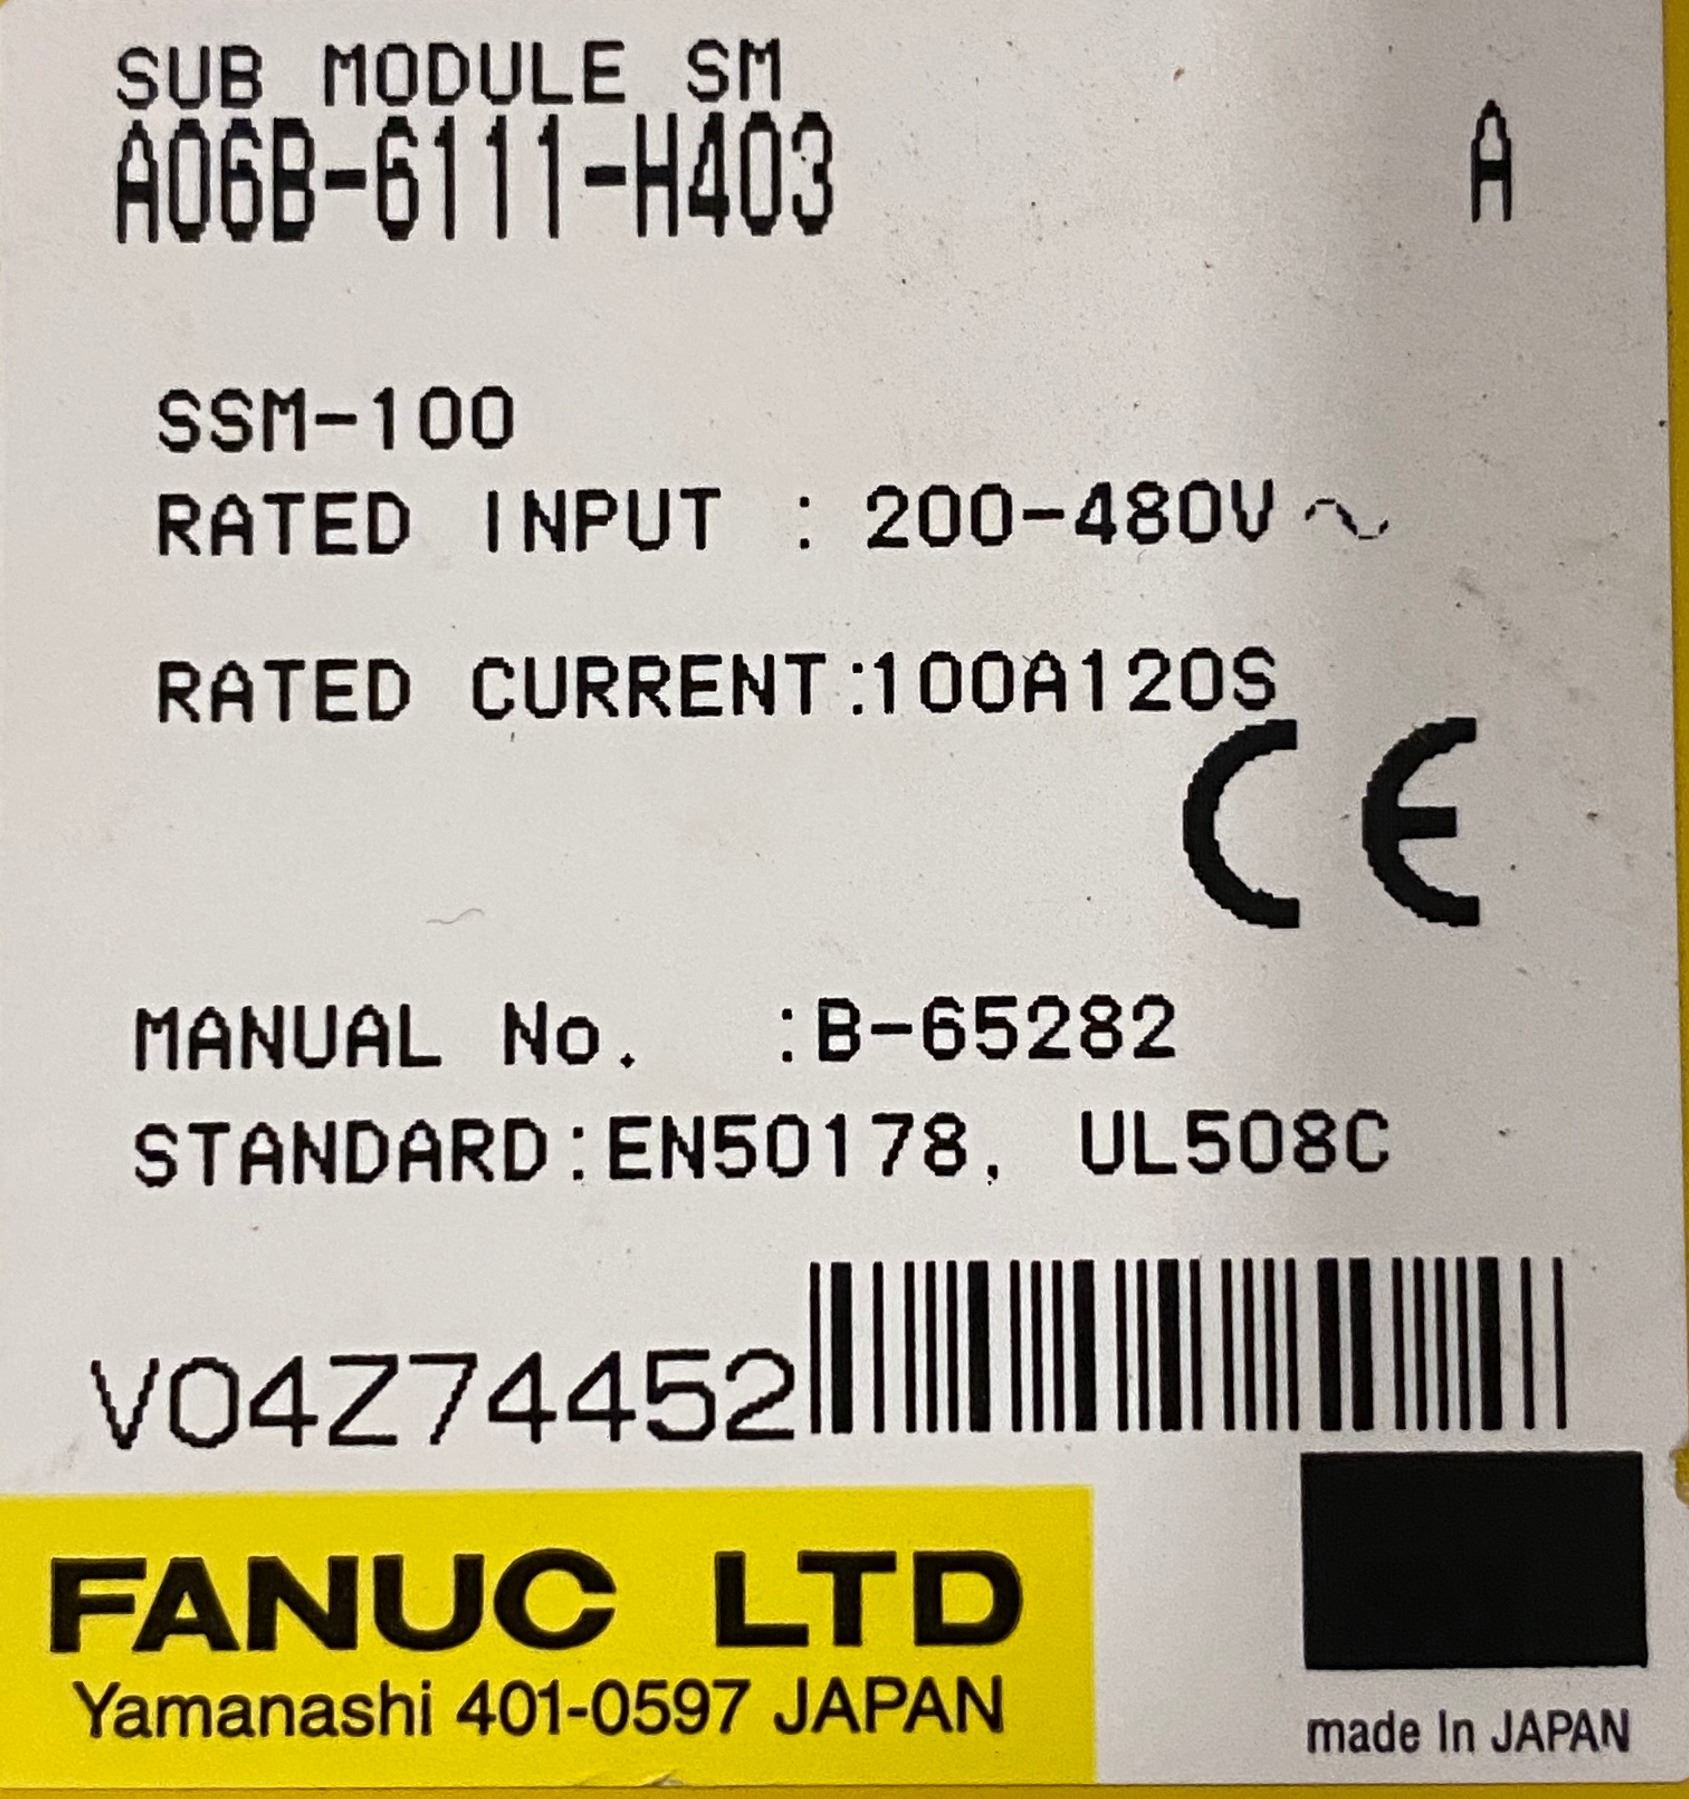 SUB MODULE SM
A06B-6111-H403 A
SSM-100
RATED INPUT : 200-480V~
RATED CURRENT:100A120S
CE
MANUAL No. :B-65282
STANDARD:EN50178, UL508C
V04Z74452
FANUC LTD
Yamanashi 401-0597 JAPAN
made In JAPAN